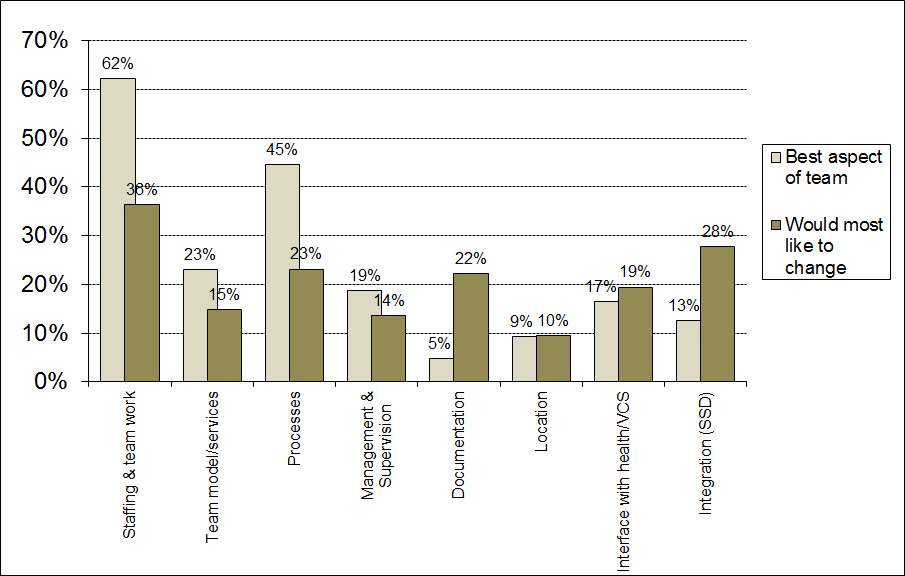 70%
60%
50%
40%
30%
20%
10%
0%
62%
36%
23%
15%
45%
23%
19%
14%
5%
22%
9%
10%
17%
19%
13%
28%
Staffing & team work
Team model/services
Processes
Management &
Supervision
Documentation
Location
Interface with health/VCS
Integration (SSD)
Best aspect
of team
Would most
like to
change